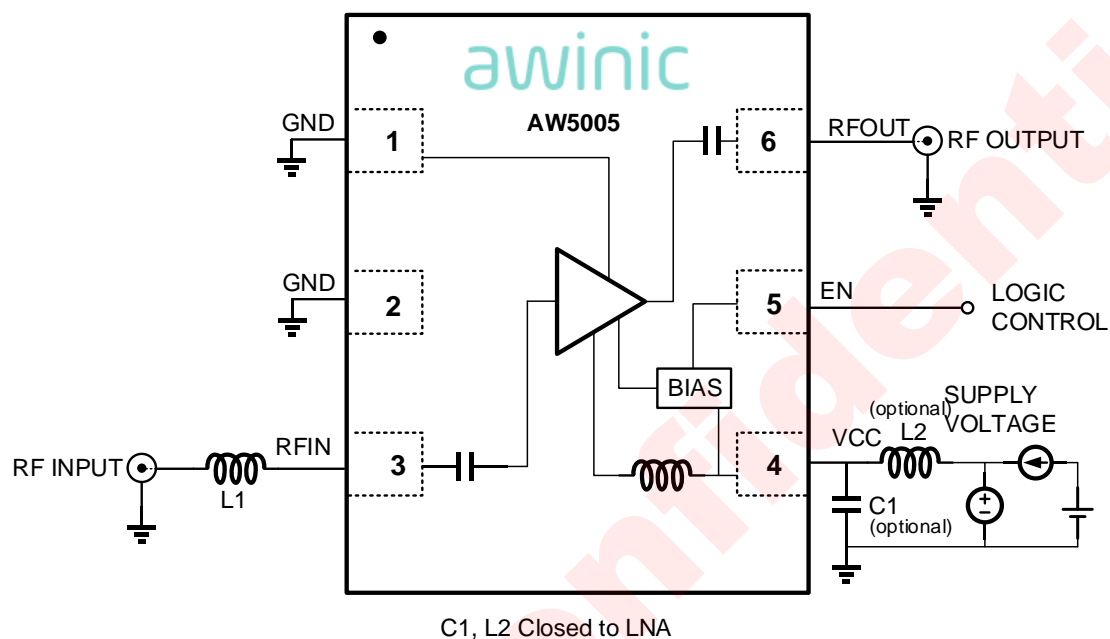 awinic
AW5005
GND
1
6
RFOUT
RF OUTPUT
GND
2
5
EN
LOGIC
CONTROL
BIAS
RF INPUT
L1
RFIN
3
4
VCC
(optional)
L2
SUPPLY
VOLTAGE
C1
(optional)
+
−
C1, L2 Closed to LNA